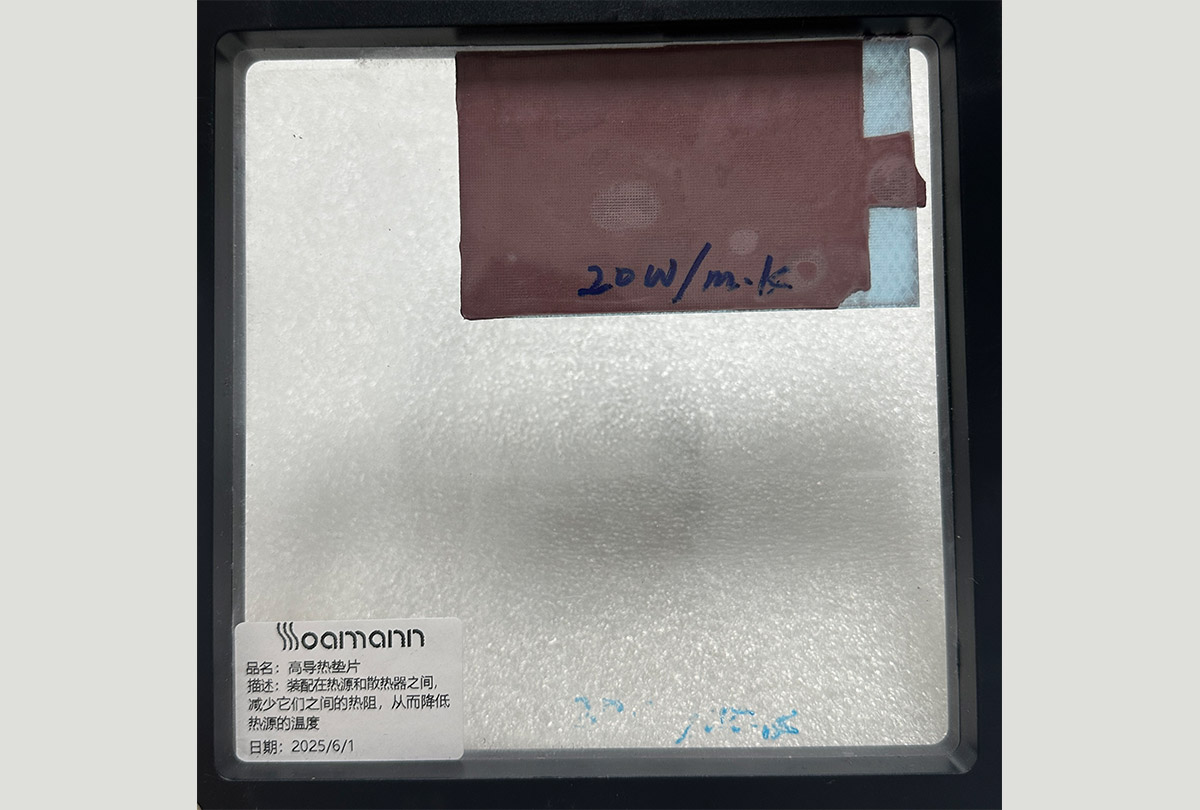 20W/m·k
Soamann
品名：高导热垫片
描述：装配在热源和散热器之间，
减少它们之间的热阻，从而降低
热源的温度
日期：2025/6/1